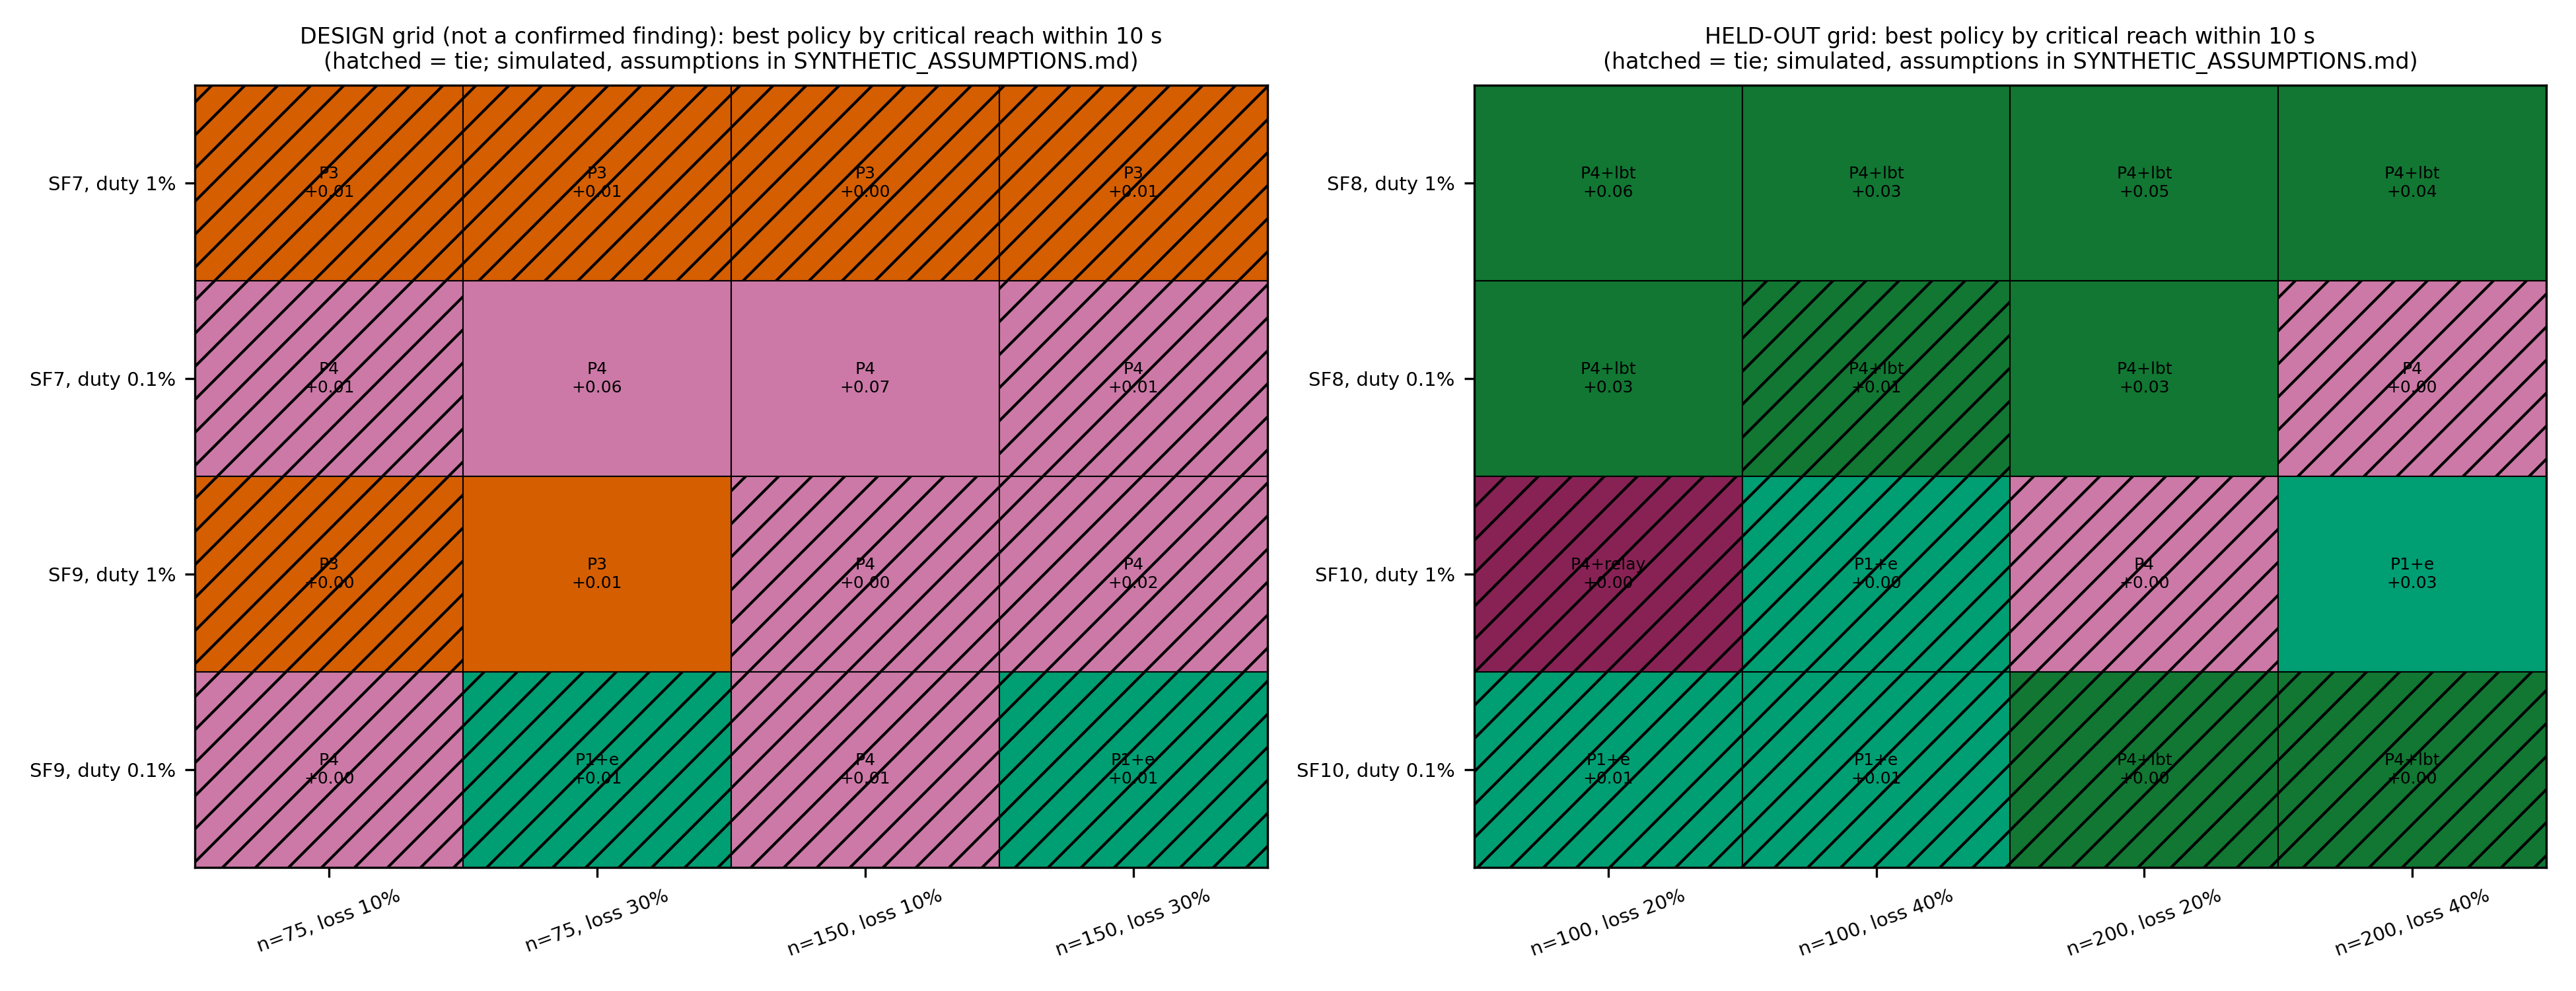 DESIGN grid (not a confirmed finding): best policy by critical reach within 10 s
(hatched = tie; simulated, assumptions in SYNTHETIC_ASSUMPTIONS.md)
SF7, duty 1%
P3
+0.01
P3
+0.01
P3
+0.00
P3
+0.01
SF7, duty 0.1%
P4
+0.01
P4
+0.06
P4
+0.07
P4
+0.01
SF9, duty 1%
P3
+0.00
P3
+0.01
P4
+0.00
P4
+0.02
SF9, duty 0.1%
P4
+0.00
P1+e
+0.01
P4
+0.01
P1+e
+0.01
n=75, loss 10%
n=75, loss 30%
n=150, loss 10%
n=150, loss 30%
HELD-OUT grid: best policy by critical reach within 10 s
(hatched = tie; simulated, assumptions in SYNTHETIC_ASSUMPTIONS.md)
SF8, duty 1%
P4+lbt
+0.06
P4+lbt
+0.03
P4+lbt
+0.05
P4+lbt
+0.04
SF8, duty 0.1%
P4+lbt
+0.03
P4+lbt
+0.01
P4+lbt
+0.03
P4
+0.00
SF10, duty 1%
P4+relay
+0.00
P1+e
+0.00
P4
+0.00
P1+e
+0.03
SF10, duty 0.1%
P1+e
+0.01
P1+e
+0.01
P4+lbt
+0.00
P4+lbt
+0.00
n=100, loss 20%
n=100, loss 40%
n=200, loss 20%
n=200, loss 40%